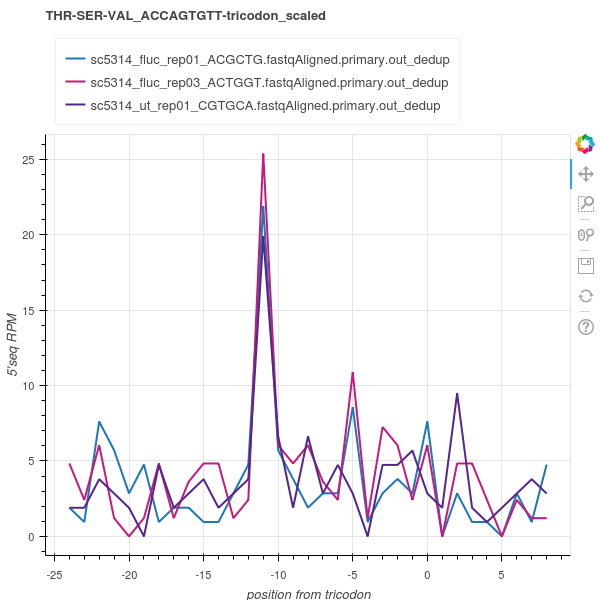 THR-SER-VAL_ACCAGTGTT-tricodon_scaled
sc5314_fluc_rep01_ACGCTG.fastqAligned.primary.out_dedup
sc5314_fluc_rep03_ACTGGT.fastqAligned.primary.out_dedup
sc5314_ut_rep01_CGTGCA.fastqAligned.primary.out_dedup
25
20
15
10
5
0
5'seq RPM
-25 -20 -15 -10 -5 0 5
position from tricodon